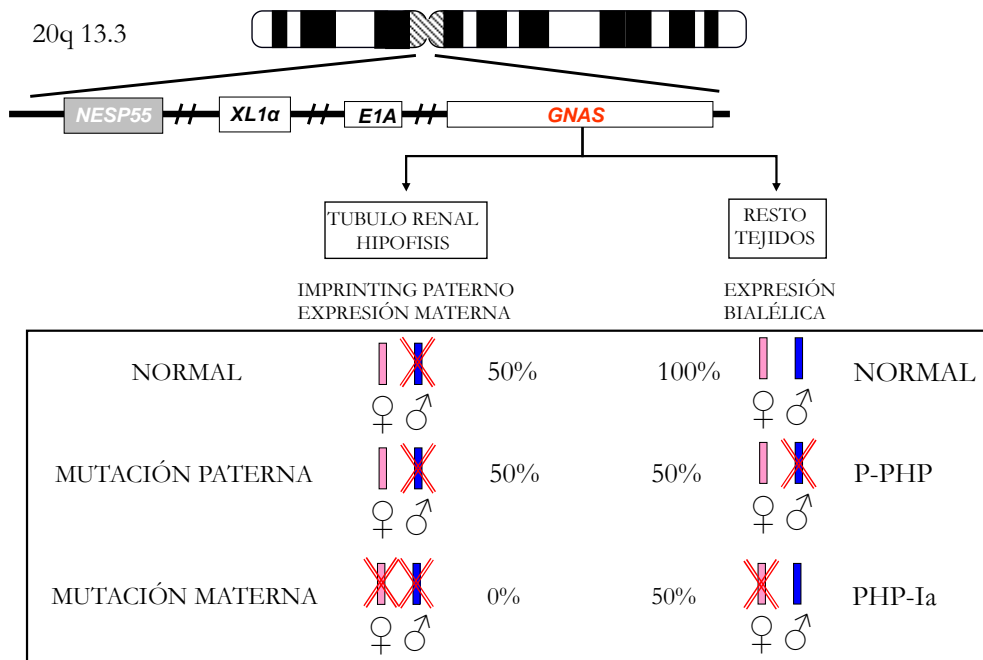 20q 13.3
NESP55 XL1α E1A GNAS
TUBULO RENAL
HIPOFISIS
RESTO
TEJIDOS
IMPRINTING PATERNO
EXPRESIÓN MATERNA
EXPRESIÓN
BIALÉLICA
NORMAL 50% 100% NORMAL
♀ ♂ ♀ ♂
MUTACIÓN PATERNA 50% 50% P-PHP
♀ ♂ ♀ ♂
MUTACIÓN MATERNA 0% 50% PHP-Ia
♀ ♂ ♀ ♂